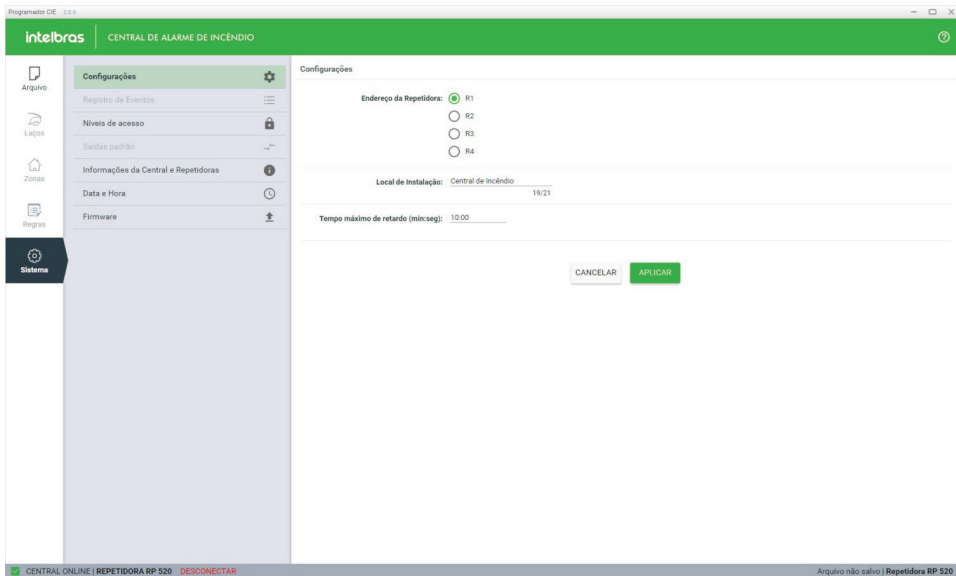 Programador CIE 2.0.0
intelbras CENTRAL DE ALARME DE INCÊNDIO
Arquivo
Laços
Zonas
Regras
Sistema
Configurações
Registro de Eventos
Níveis de acesso
Saídas padrão
Informações da Central e Repetidoras
Data e Hora
Firmware
Configurações
Endereço da Repetidora: R1
R2
R3
R4
Local de Instalação: Central de Incêndio
19/21
Tempo máximo de retardo (min:seg): 10:00
CANCELAR APLICAR
CENTRAL ONLINE | REPETIDORA RP 520 DESCONECTAR
Arquivo não salvo | Repetidora RP 520